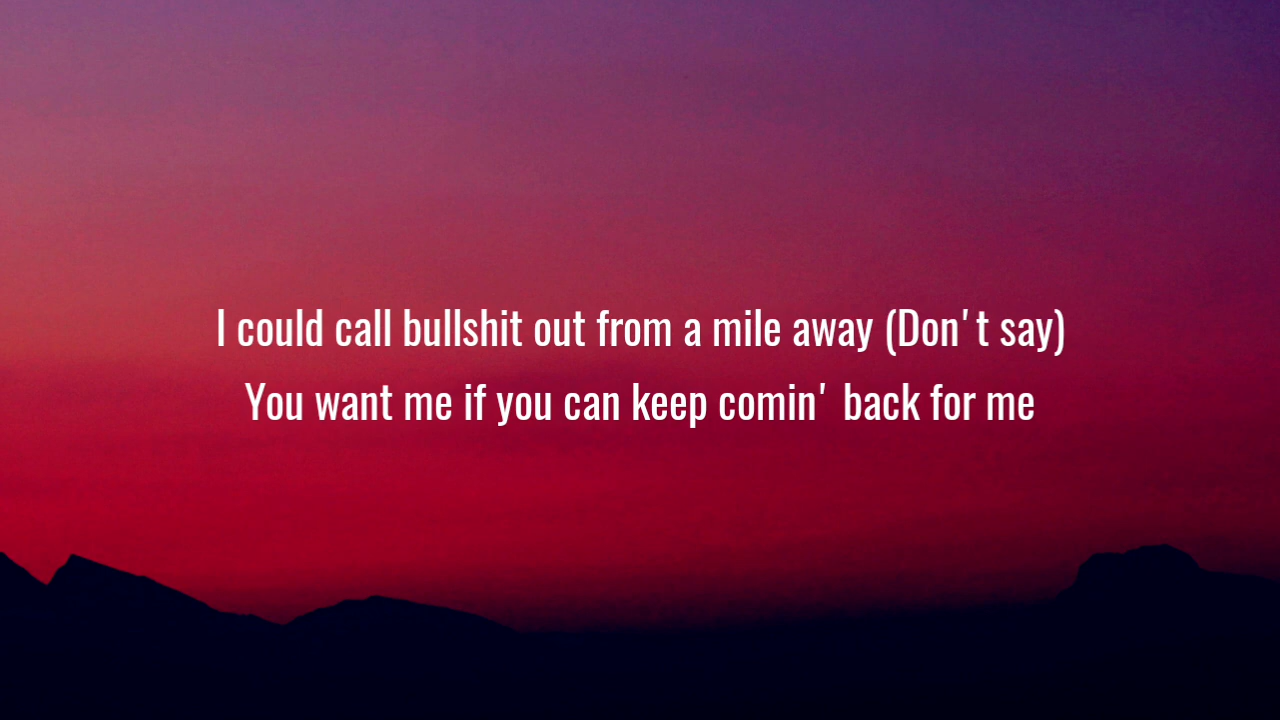 I could call bullshit out from a mile away (Don't say)
You want me if you can keep comin' back for me